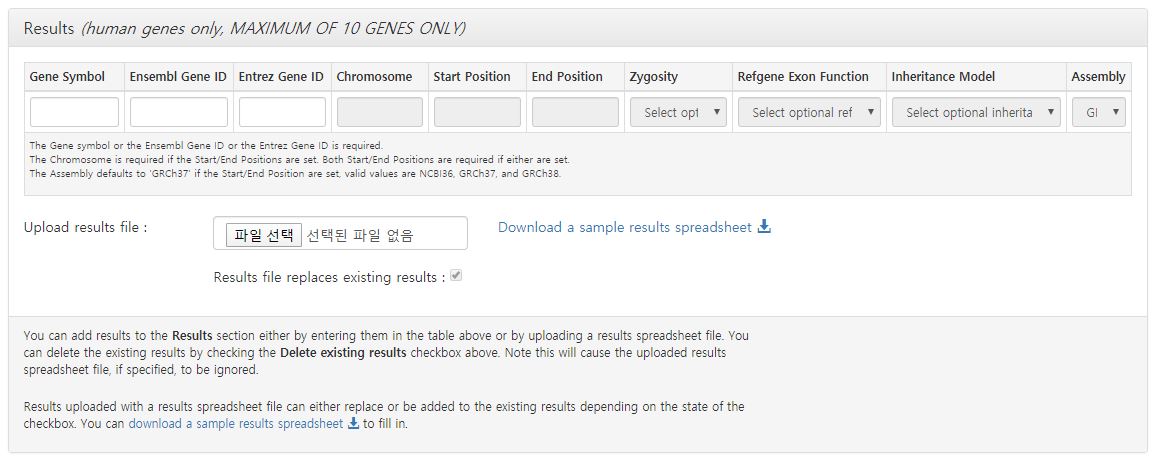 Results (human genes only, MAXIMUM OF 10 GENES ONLY)
Gene Symbol Ensembl Gene ID Entrez Gene ID Chromosome Start Position End Position Zygosity Refgene Exon Function Inheritance Model Assembly
Select opt Select optional ref Select optional inherita GI
The Gene symbol or the Ensembl Gene ID or the Entrez Gene ID is required.
The Chromosome is required if the Start/End Positions are set. Both Start/End Positions are required if either are set.
The Assembly defaults to 'GRCh37' if the Start/End Position are set, valid values are NCBI36, GRCh37, and GRCh38.
Upload results file : 파일 선택 선택된 파일 없음 Download a sample results spreadsheet
Results file replaces existing results :
You can add results to the Results section either by entering them in the table above or by uploading a results spreadsheet file. You
can delete the existing results by checking the Delete existing results checkbox above. Note this will cause the uploaded results
spreadsheet file, if specified, to be ignored.
Results uploaded with a results spreadsheet file can either replace or be added to the existing results depending on the state of the
checkbox. You can download a sample results spreadsheet to fill in.